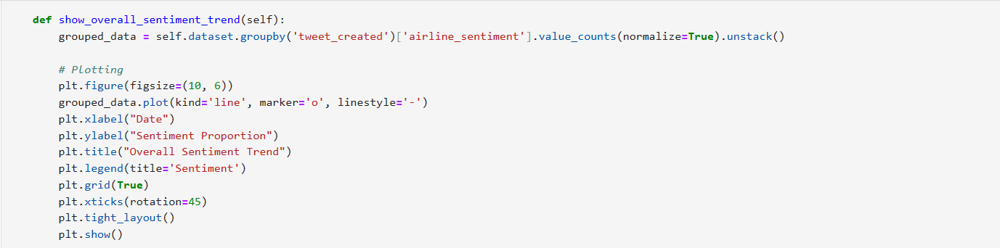 def show_overall_sentiment_trend(self):
    grouped_data = self.dataset.groupby('tweet_created')['airline_sentiment'].value_counts(normalize=True).unstack()

    # Plotting
    plt.figure(figsize=(10, 6))
    grouped_data.plot(kind='line', marker='o', linestyle='-')
    plt.xlabel("Date")
    plt.ylabel("Sentiment Proportion")
    plt.title("Overall Sentiment Trend")
    plt.legend(title='Sentiment')
    plt.grid(True)
    plt.xticks(rotation=45)
    plt.tight_layout()
    plt.show()